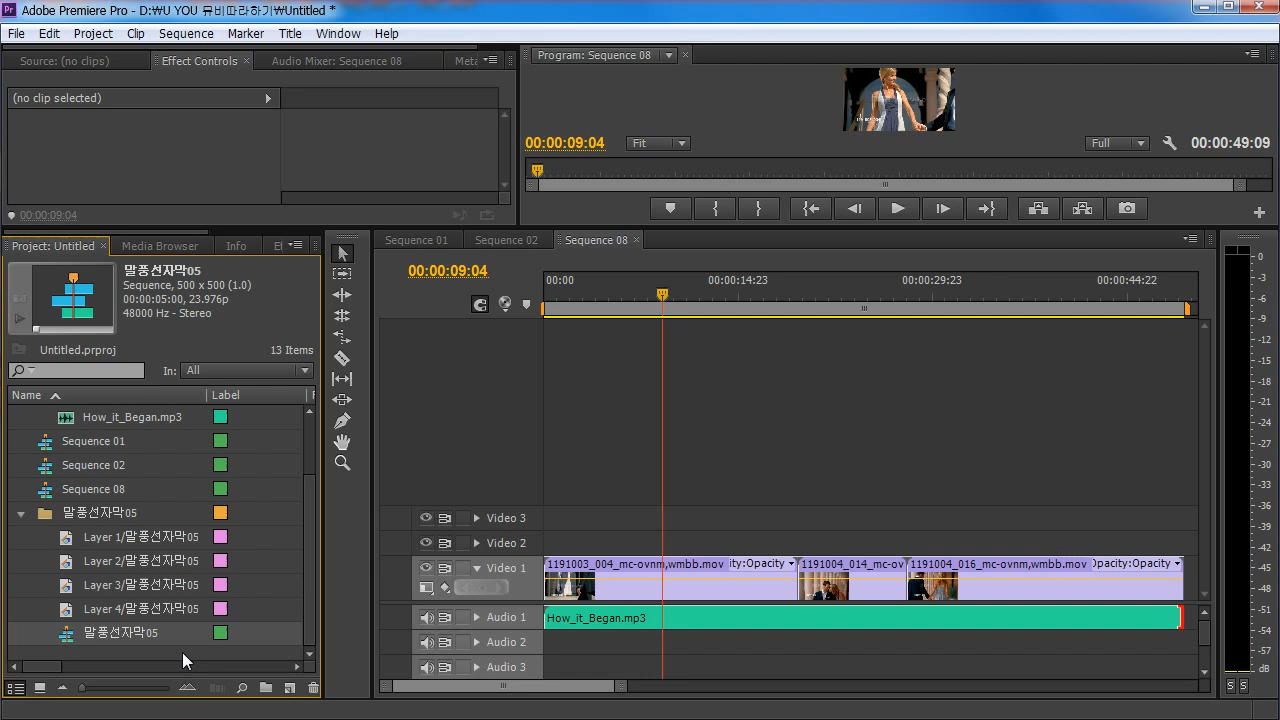 Pr Adobe Premiere Pro - D:₩U YOU 뮤비따라하기₩Untitled *
File Edit Project Clip Sequence Marker Title Window Help
Source: (no clips) Effect Controls × Audio Mixer: Sequence 08 Meta
(no clip selected)
00:00:09:04
Program: Sequence 08 ×
00:00:09:04 Fit Full 00:00:49:09
Project: Untitled × Media Browser Info Ef
말풍선자막05
Sequence, 500 x 500 (1.0)
00:00:05:00, 23.976p
48000 Hz - Stereo
Untitled.prproj 13 Items
In: All
Name Label F
How_it_Began.mp3
Sequence 01
Sequence 02
Sequence 08
말풍선자막05
Layer 1/말풍선자막05
Layer 2/말풍선자막05
Layer 3/말풍선자막05
Layer 4/말풍선자막05
말풍선자막05
Sequence 01 Sequence 02 Sequence 08 ×
00:00:09:04
00:00 00:00:14:23 00:00:29:23 00:00:44:22
Video 3
Video 2
Video 1
1191003_004_mc-ovnm,wmbb.mov ity:Opacity 1191004_014_mc-ov 1191004_016_mc-ovnm,wmbb.mov Opacity:Opacity
Audio 1 How_it_Began.mp3
Audio 2
Audio 3
0
-3
-6
-9
-12
-15
-18
-21
-24
-27
-30
-33
-36
-39
-42
-45
-48
-51
-54
-57
dB
S S